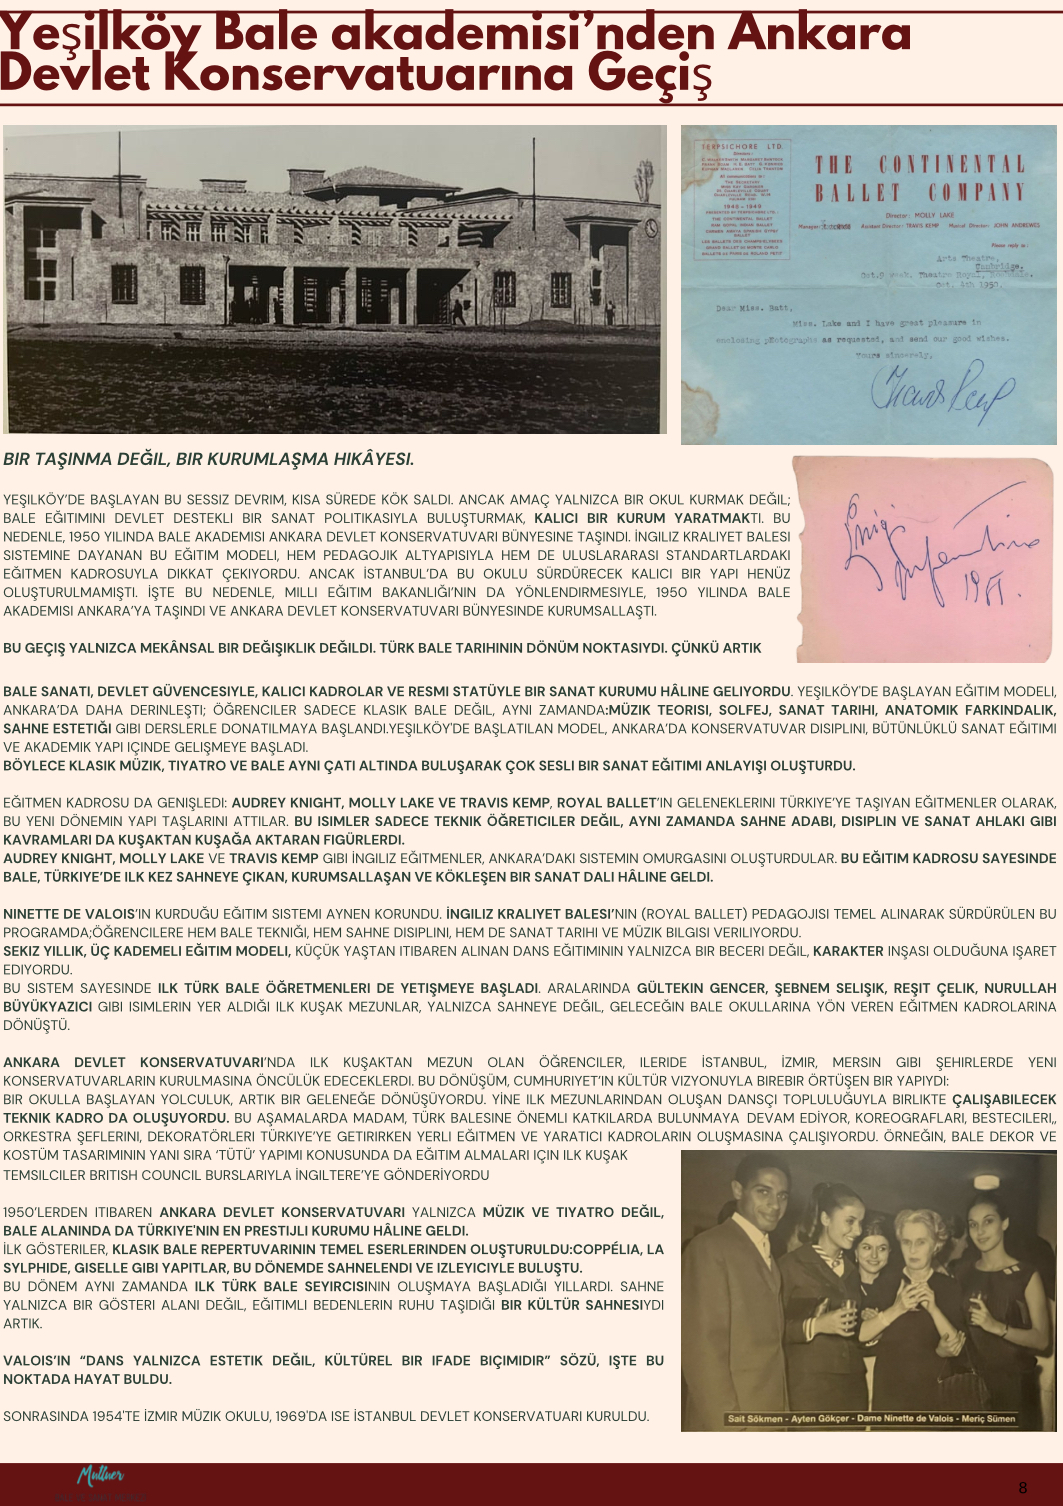 Yeşilköy Bale akademisi’nden Ankara
Devlet Konservatuarına Geçiş
TERPSICHORE LTD.
THE CONTINENTAL
BALLET COMPANY
Director: MOLLY LAKE
Assistant Director: TRAVIS KEMP Musical Director: JOHN ANDREWES
Please reply to:
Arts Theatre,
Cambridge.
Oct. 4th 1950.
Dear Miss. Batt,
Miss. Lake and I have great pleasure in
enclosing photographs as requested, and send our good wishes.
Yours sincerely,
BIR TAŞINMA DEĞIL, BIR KURUMLAŞMA HIKÂYESI.
YEŞILKÖY’DE BAŞLAYAN BU SESSIZ DEVRIM, KISA SÜREDE KÖK SALDI. ANCAK AMAÇ YALNIZCA BIR OKUL KURMAK DEĞIL;
BALE EĞITIMINI DEVLET DESTEKLI BIR SANAT POLITIKASIYLA BULUŞTURMAK, KALICI BIR KURUM YARATMAKTI. BU
NEDENLE, 1950 YILINDA BALE AKADEMISI ANKARA DEVLET KONSERVATUVARI BÜNYESINE TAŞINDI. İNGILIZ KRALIYET BALESI
SISTEMINE DAYANAN BU EĞITIM MODELI, HEM PEDAGOJIK ALTYAPISIYLA HEM DE ULUSLARARASI STANDARTLARDAKI
EĞITMEN KADROSUYLA DIKKAT ÇEKIYORDU. ANCAK İSTANBUL’DA BU OKULU SÜRDÜRECEK KALICI BIR YAPI HENÜZ
OLUŞTURULMAMIŞTI. İŞTE BU NEDENLE, MILLI EĞITIM BAKANLIĞI’NIN DA YÖNLENDIRMESIYLE, 1950 YILINDA BALE
AKADEMISI ANKARA’YA TAŞINDI VE ANKARA DEVLET KONSERVATUVARI BÜNYESINDE KURUMSALLAŞTI.
1951.
BU GEÇIŞ YALNIZCA MEKÂNSAL BIR DEĞIŞIKLIK DEĞILDI. TÜRK BALE TARIHININ DÖNÜM NOKTASIYDI. ÇÜNKÜ ARTIK
BALE SANATI, DEVLET GÜVENCESIYLE, KALICI KADROLAR VE RESMI STATÜYLE BIR SANAT KURUMU HÂLINE GELIYORDU. YEŞILKÖY'DE BAŞLAYAN EĞITIM MODELI,
ANKARA’DA DAHA DERINLEŞTI; ÖĞRENCILER SADECE KLASIK BALE DEĞIL, AYNI ZAMANDA:MÜZIK TEORISI, SOLFEJ, SANAT TARIHI, ANATOMIK FARKINDALIK,
SAHNE ESTETIĞI GIBI DERSLERLE DONATILMAYA BAŞLANDI.YEŞILKÖY'DE BAŞLATILAN MODEL, ANKARA’DA KONSERVATUVAR DISIPLINI, BÜTÜNLÜKLÜ SANAT EĞITIMI
VE AKADEMIK YAPI IÇINDE GELIŞMEYE BAŞLADI.
BÖYLECE KLASIK MÜZIK, TIYATRO VE BALE AYNI ÇATI ALTINDA BULUŞARAK ÇOK SESLI BIR SANAT EĞITIMI ANLAYIŞI OLUŞTURDU.
EĞITMEN KADROSU DA GENIŞLEDI: AUDREY KNIGHT, MOLLY LAKE VE TRAVIS KEMP, ROYAL BALLET’IN GELENEKLERINI TÜRKIYE’YE TAŞIYAN EĞITMENLER OLARAK,
BU YENI DÖNEMIN YAPI TAŞLARINI ATTILAR. BU ISIMLER SADECE TEKNIK ÖĞRETICILER DEĞIL, AYNI ZAMANDA SAHNE ADABI, DISIPLIN VE SANAT AHLAKI GIBI
KAVRAMLARI DA KUŞAKTAN KUŞAĞA AKTARAN FIGÜRLERDI.
AUDREY KNIGHT, MOLLY LAKE VE TRAVIS KEMP GIBI İNGILIZ EĞITMENLER, ANKARA’DAKI SISTEMIN OMURGASINI OLUŞTURDULAR. BU EĞITIM KADROSU SAYESINDE
BALE, TÜRKIYE’DE ILK KEZ SAHNEYE ÇIKAN, KURUMSALLAŞAN VE KÖKLEŞEN BIR SANAT DALI HÂLINE GELDI.
NINETTE DE VALOIS’IN KURDUĞU EĞITIM SISTEMI AYNEN KORUNDU. İNGILIZ KRALIYET BALESI’NIN (ROYAL BALLET) PEDAGOJISI TEMEL ALINARAK SÜRDÜRÜLEN BU
PROGRAMDA;ÖĞRENCILERE HEM BALE TEKNIĞI, HEM SAHNE DISIPLINI, HEM DE SANAT TARIHI VE MÜZIK BILGISI VERILIYORDU.
SEKIZ YILLIK, ÜÇ KADEMELI EĞITIM MODELI, KÜÇÜK YAŞTAN ITIBAREN ALINAN DANS EĞITIMININ YALNIZCA BIR BECERI DEĞIL, KARAKTER INŞASI OLDUĞUNA IŞARET
EDIYORDU.
BU SISTEM SAYESINDE ILK TÜRK BALE ÖĞRETMENLERI DE YETIŞMEYE BAŞLADI. ARALARINDA GÜLTEKIN GENCER, ŞEBNEM SELIŞIK, REŞIT ÇELIK, NURULLAH
BÜYÜKYAZICI GIBI ISIMLERIN YER ALDIĞI ILK KUŞAK MEZUNLAR, YALNIZCA SAHNEYE DEĞIL, GELECEĞIN BALE OKULLARINA YÖN VEREN EĞITMEN KADROLARINA
DÖNÜŞTÜ.
ANKARA DEVLET KONSERVATUVARI’NDA ILK KUŞAKTAN MEZUN OLAN ÖĞRENCILER, ILERIDE İSTANBUL, İZMIR, MERSIN GIBI ŞEHIRLERDE YENI
KONSERVATUVARLARIN KURULMASINA ÖNCÜLÜK EDECEKLERDI. BU DÖNÜŞÜM, CUMHURIYET’IN KÜLTÜR VIZYONUYLA BIREBIR ÖRTÜŞEN BIR YAPIYDI:
BIR OKULLA BAŞLAYAN YOLCULUK, ARTIK BIR GELENEĞE DÖNÜŞÜYORDU. YİNE ILK MEZUNLARINDAN OLUŞAN DANSÇI TOPLULUĞUYLA BIRLIKTE ÇALIŞABILECEK
TEKNIK KADRO DA OLUŞUYORDU. BU AŞAMALARDA MADAM, TÜRK BALESINE ÖNEMLI KATKILARDA BULUNMAYA DEVAM EDİYOR, KOREOGRAFLARI, BESTECILERI,,
ORKESTRA ŞEFLERINI, DEKORATÖRLERI TÜRKIYE’YE GETIRIRKEN YERLI EĞITMEN VE YARATICI KADROLARIN OLUŞMASINA ÇALIŞIYORDU. ÖRNEĞIN, BALE DEKOR VE
KOSTÜM TASARIMININ YANI SIRA ‘TÜTÜ’ YAPIMI KONUSUNDA DA EĞITIM ALMALARI IÇIN ILK KUŞAK
TEMSILCILER BRITISH COUNCIL BURSLARIYLA İNGILTERE’YE GÖNDERİYORDU
1950’LERDEN ITIBAREN ANKARA DEVLET KONSERVATUVARI YALNIZCA MÜZIK VE TIYATRO DEĞIL,
BALE ALANINDA DA TÜRKIYE'NIN EN PRESTIJLI KURUMU HÂLINE GELDI.
İLK GÖSTERILER, KLASIK BALE REPERTUVARININ TEMEL ESERLERINDEN OLUŞTURULDU:COPPÉLIA, LA
SYLPHIDE, GISELLE GIBI YAPITLAR, BU DÖNEMDE SAHNELENDI VE IZLEYICIYLE BULUŞTU.
BU DÖNEM AYNI ZAMANDA ILK TÜRK BALE SEYIRCISININ OLUŞMAYA BAŞLADIĞI YILLARDI. SAHNE
YALNIZCA BIR GÖSTERI ALANI DEĞIL, EĞITIMLI BEDENLERIN RUHU TAŞIDIĞI BIR KÜLTÜR SAHNESIYDI
ARTIK.
VALOIS’IN “DANS YALNIZCA ESTETIK DEĞIL, KÜLTÜREL BIR IFADE BIÇIMIDIR” SÖZÜ, IŞTE BU
NOKTADA HAYAT BULDU.
SONRASINDA 1954'TE İZMIR MÜZIK OKULU, 1969'DA ISE İSTANBUL DEVLET KONSERVATUARI KURULDU.
Sait Sökmen - Ayten Gökçer - Dame Ninette de Valois - Meriç Sümen
8